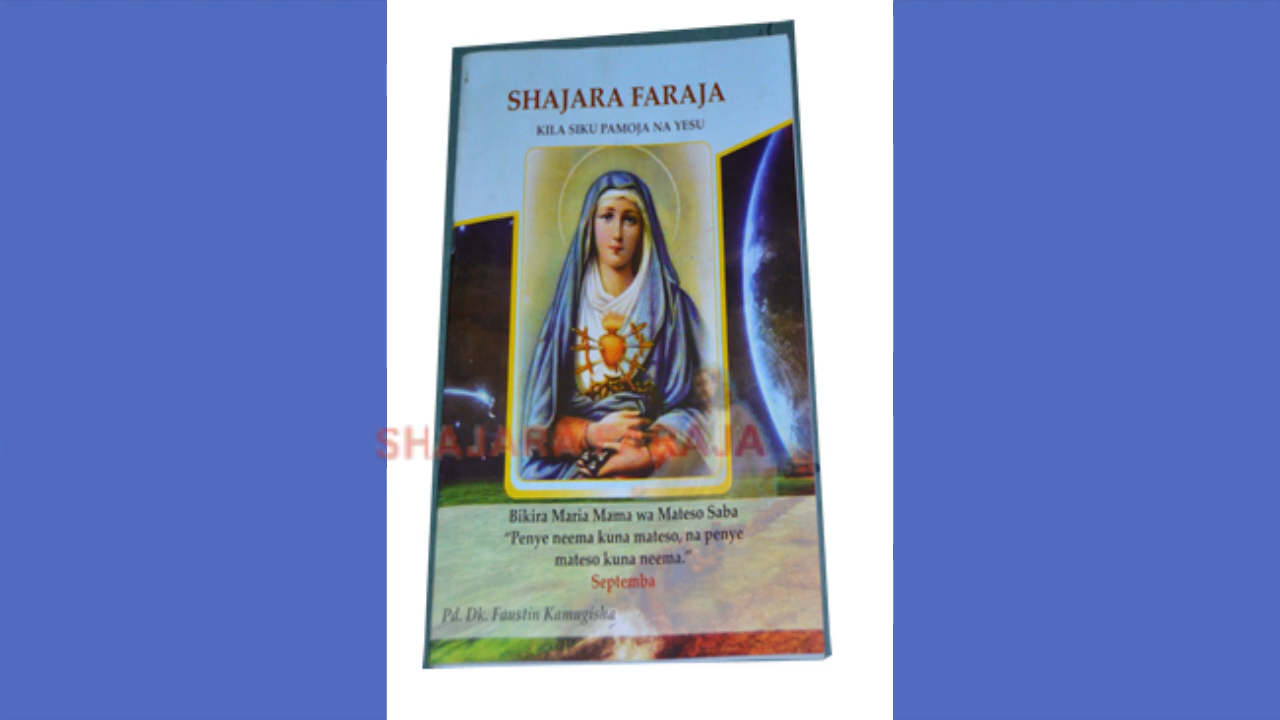 SHAJARA FARAJA
KILA SIKU PAMOJA NA YESU
SHAJARA FARAJA
Bikira Maria Mama wa Mateso Saba
“Penye neema kuna mateso, na penye
mateso kuna neema.”
Septemba
Pd. Dk. Faustin Kamugisha